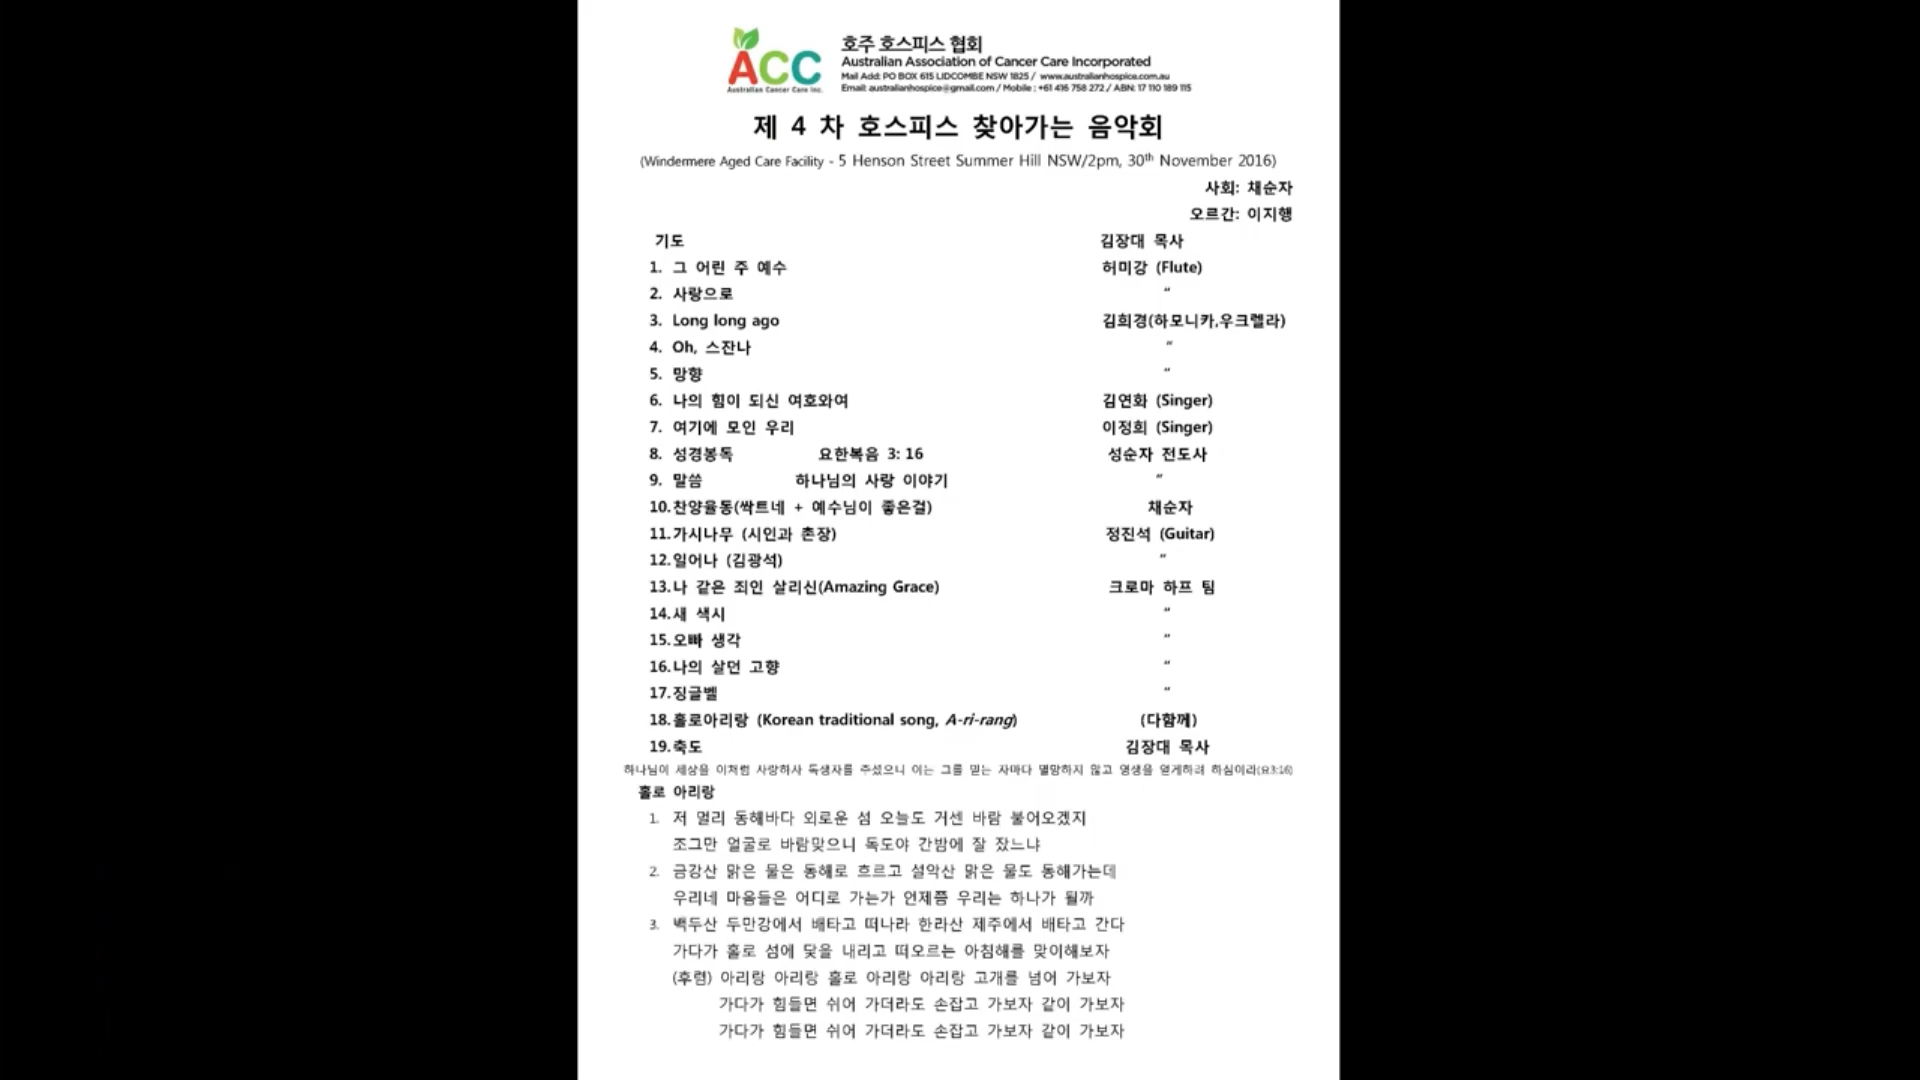 ACC
Australian Cancer Care Inc.
호주 호스피스 협회
Australian Association of Cancer Care Incorporated
Mail Add: PO BOX 615 LIDCOMBE NSW 1825 / www.australianhospice.com.au
Email: australianhospice@gmail.com / Mobile : +61 416 758 272 / ABN: 17 110 189 115
제 4 차 호스피스 찾아가는 음악회
(Windermere Aged Care Facility - 5 Henson Street Summer Hill NSW/2pm, 30th November 2016)
사회: 채순자
오르간: 이지행
기도 김장대 목사
1. 그 어린 주 예수 허미강 (Flute)
2. 사랑으로 "
3. Long long ago 김희경(하모니카,우크렐라)
4. Oh, 스잔나 "
5. 망향 "
6. 나의 힘이 되신 여호와여 김연화 (Singer)
7. 여기에 모인 우리 이정희 (Singer)
8. 성경봉독 요한복음 3: 16 성순자 전도사
9. 말씀 하나님의 사랑 이야기 "
10.찬양율동(싹트네 + 예수님이 좋은걸) 채순자
11.가시나무 (시인과 촌장) 정진석 (Guitar)
12.일어나 (김광석) "
13.나 같은 죄인 살리신(Amazing Grace) 크로마 하프 팀
14.새 색시 "
15.오빠 생각 "
16.나의 살던 고향 "
17.징글벨 "
18.홀로아리랑 (Korean traditional song, A-ri-rang) (다함께)
19.축도 김장대 목사
하나님이 세상을 이처럼 사랑하사 독생자를 주셨으니 이는 그를 믿는 자마다 멸망하지 않고 영생을 얻게하려 하심이라(요3:16)
홀로 아리랑
1. 저 멀리 동해바다 외로운 섬 오늘도 거센 바람 불어오겠지
조그만 얼굴로 바람맞으니 독도야 간밤에 잘 잤느냐
2. 금강산 맑은 물은 동해로 흐르고 설악산 맑은 물도 동해가는데
우리네 마음들은 어디로 가는가 언제쯤 우리는 하나가 될까
3. 백두산 두만강에서 배타고 떠나라 한라산 제주에서 배타고 간다
가다가 홀로 섬에 닻을 내리고 떠오르는 아침해를 맞이해보자
(후렴) 아리랑 아리랑 홀로 아리랑 아리랑 고개를 넘어 가보자
가다가 힘들면 쉬어 가더라도 손잡고 가보자 같이 가보자
가다가 힘들면 쉬어 가더라도 손잡고 가보자 같이 가보자